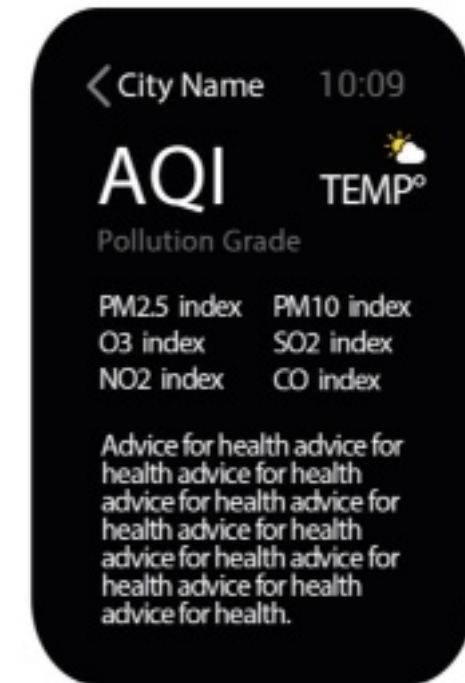 City Name 10:09
AQI
TEMP°
Pollution Grade
PM2.5 index PM10 index
O3 index SO2 index
NO2 index CO index
Advice for health advice for
health advice for health
advice for health advice for
health advice for health
advice for health advice for
health advice for health
advice for health.